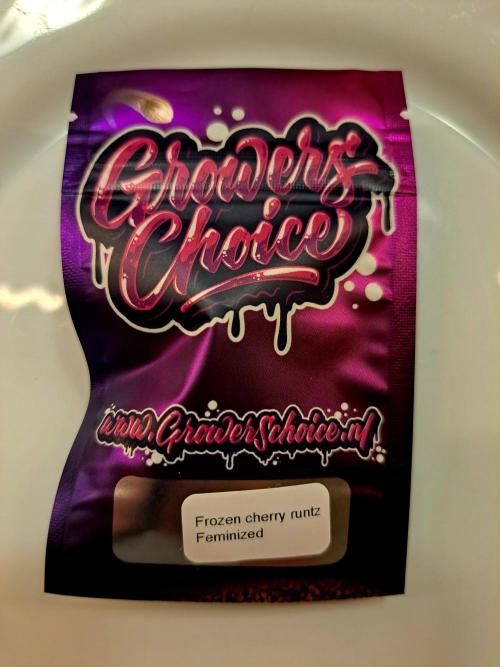 Growers
Choice
www.GrowersChoice.nl
Frozen cherry runtz
Feminized